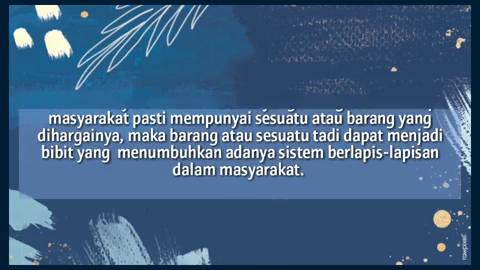 masyarakat pasti mempunyai sesuatu atau barang yang
dihargainya, maka barang atau sesuatu tadi dapat menjadi
bibit yang  menumbuhkan adanya sistem berlapis-lapisan
dalam masyarakat.
rawpixel